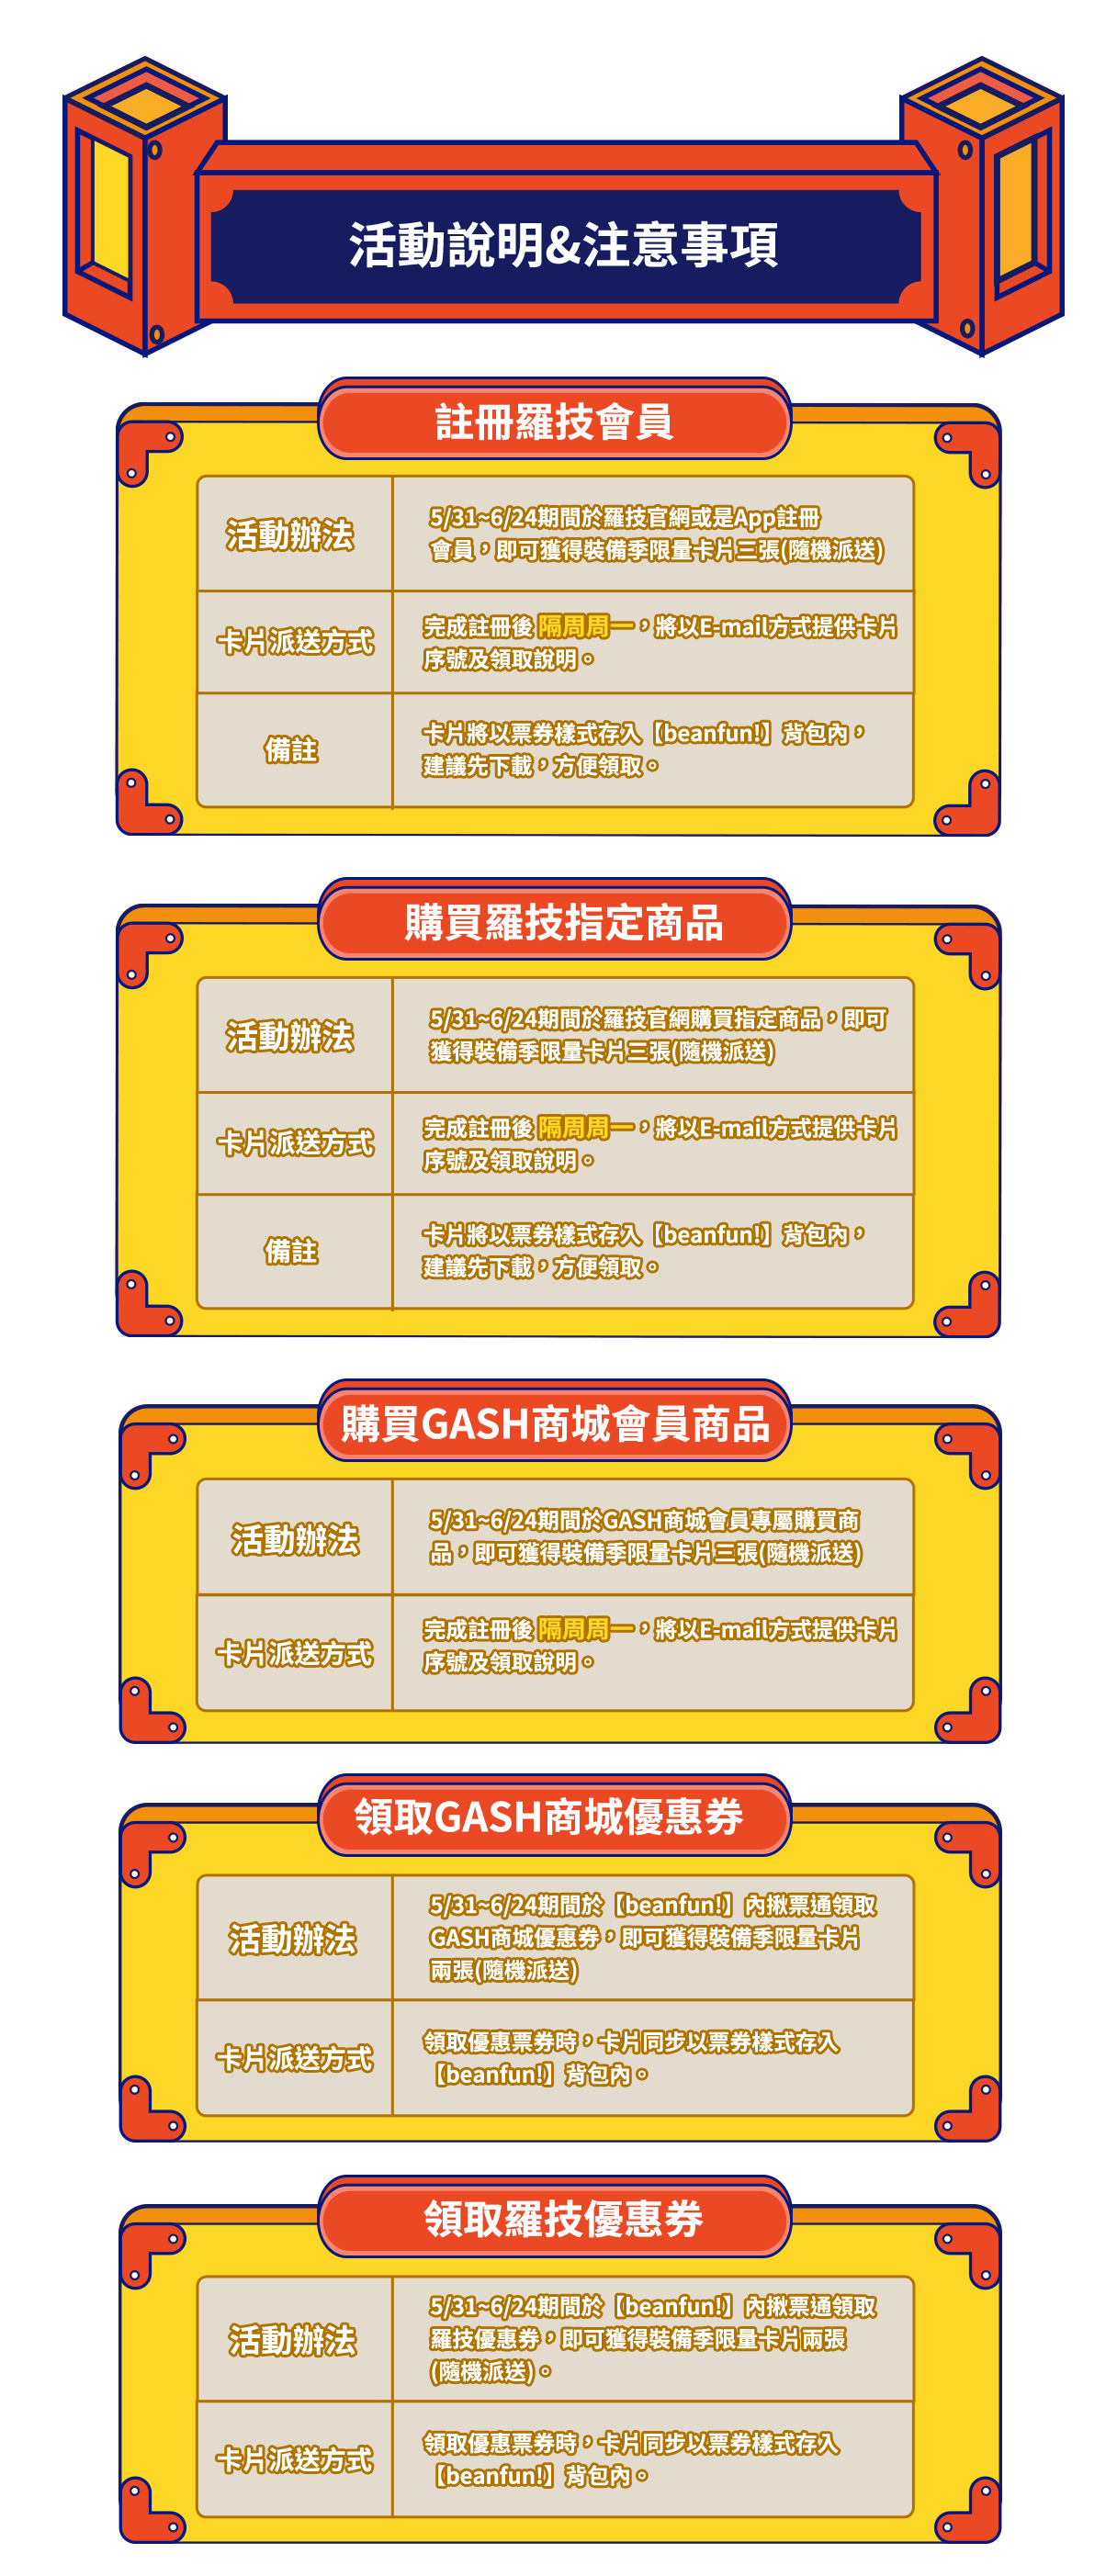 活動說明&注意事項
註冊羅技會員
活動辦法
5/31~6/24期間於羅技官網或是App註冊
會員，即可獲得裝備季限量卡片三張(隨機派送)
卡片派送方式
完成註冊後 隔周周一，將以E-mail方式提供卡片
序號及領取說明。
備註
卡片將以票券樣式存入【beanfun!】背包內，
建議先下載，方便領取。
購買羅技指定商品
活動辦法
5/31~6/24期間於羅技官網購買指定商品，即可
獲得裝備季限量卡片三張(隨機派送)
卡片派送方式
完成註冊後 隔周周一，將以E-mail方式提供卡片
序號及領取說明。
備註
卡片將以票券樣式存入【beanfun!】背包內，
建議先下載，方便領取。
購買GASH商城會員商品
活動辦法
5/31~6/24期間於GASH商城會員專屬購買商
品，即可獲得裝備季限量卡片三張(隨機派送)
卡片派送方式
完成註冊後 隔周周一，將以E-mail方式提供卡片
序號及領取說明。
領取GASH商城優惠券
活動辦法
5/31~6/24期間於【beanfun!】內揪票通領取
GASH商城優惠券，即可獲得裝備季限量卡片
兩張(隨機派送)
卡片派送方式
領取優惠票券時，卡片同步以票券樣式存入
【beanfun!】背包內。
領取羅技優惠券
活動辦法
5/31~6/24期間於【beanfun!】內揪票通領取
羅技優惠券，即可獲得裝備季限量卡片兩張
(隨機派送)。
卡片派送方式
領取優惠票券時，卡片同步以票券樣式存入
【beanfun!】背包內。